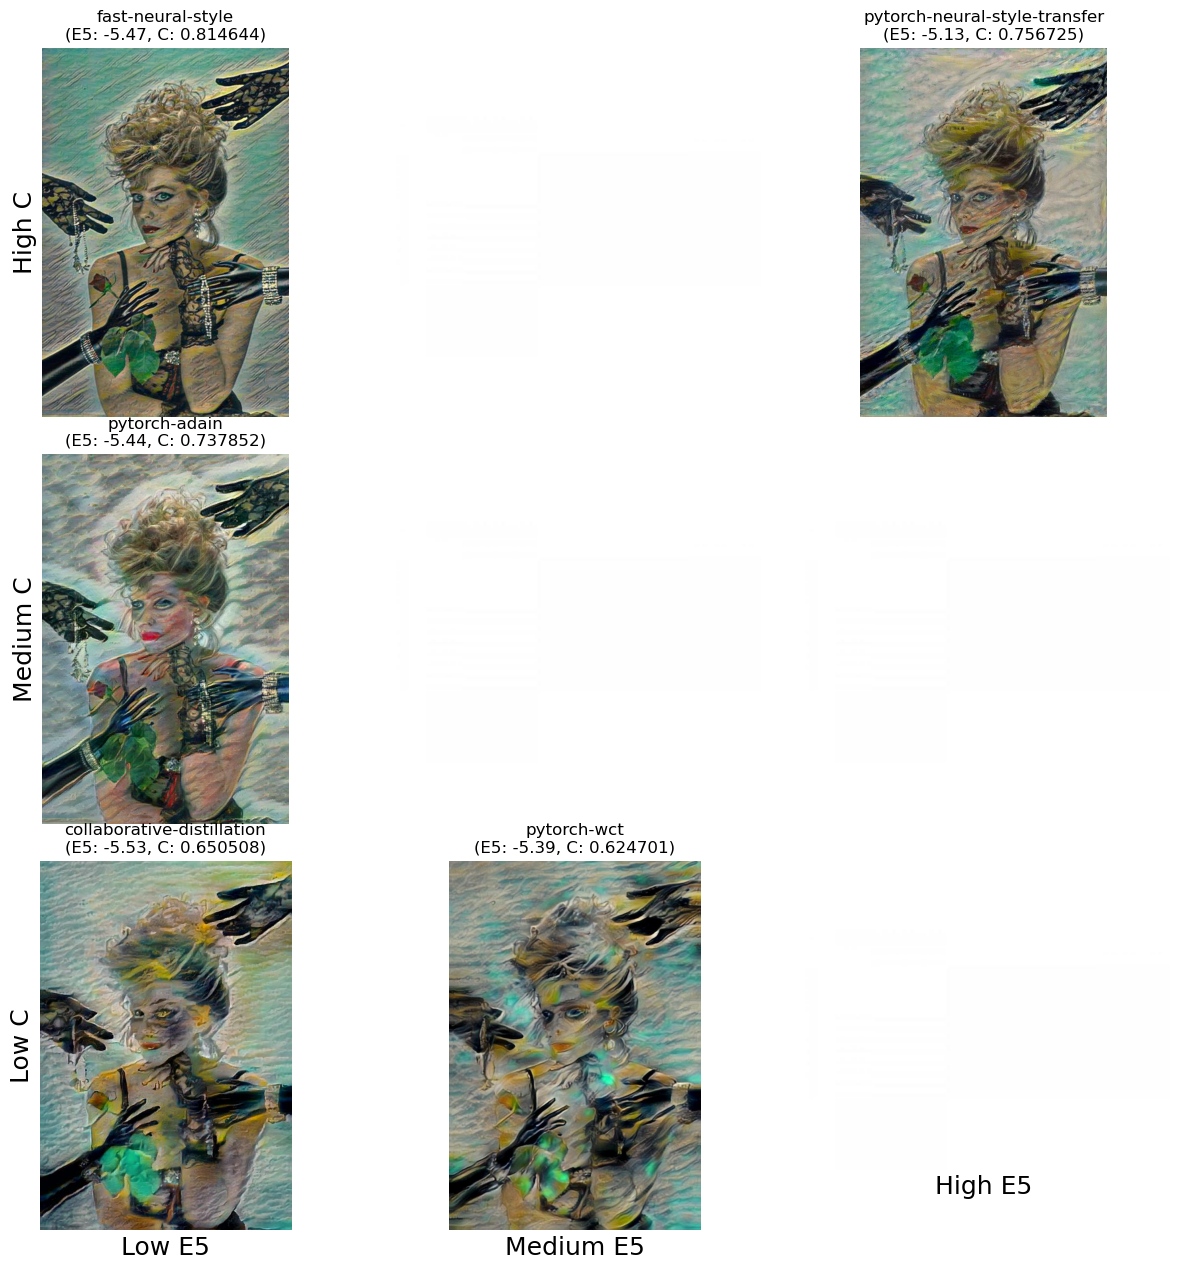 fast-neural-style
(E5: -5.47, C: 0.814644)
pytorch-neural-style-transfer
(E5: -5.13, C: 0.756725)
High C
pytorch-adain
(E5: -5.44, C: 0.737852)
Medium C
collaborative-distillation
(E5: -5.53, C: 0.650508)
pytorch-wct
(E5: -5.39, C: 0.624701)
Low C
High E5
Low E5
Medium E5